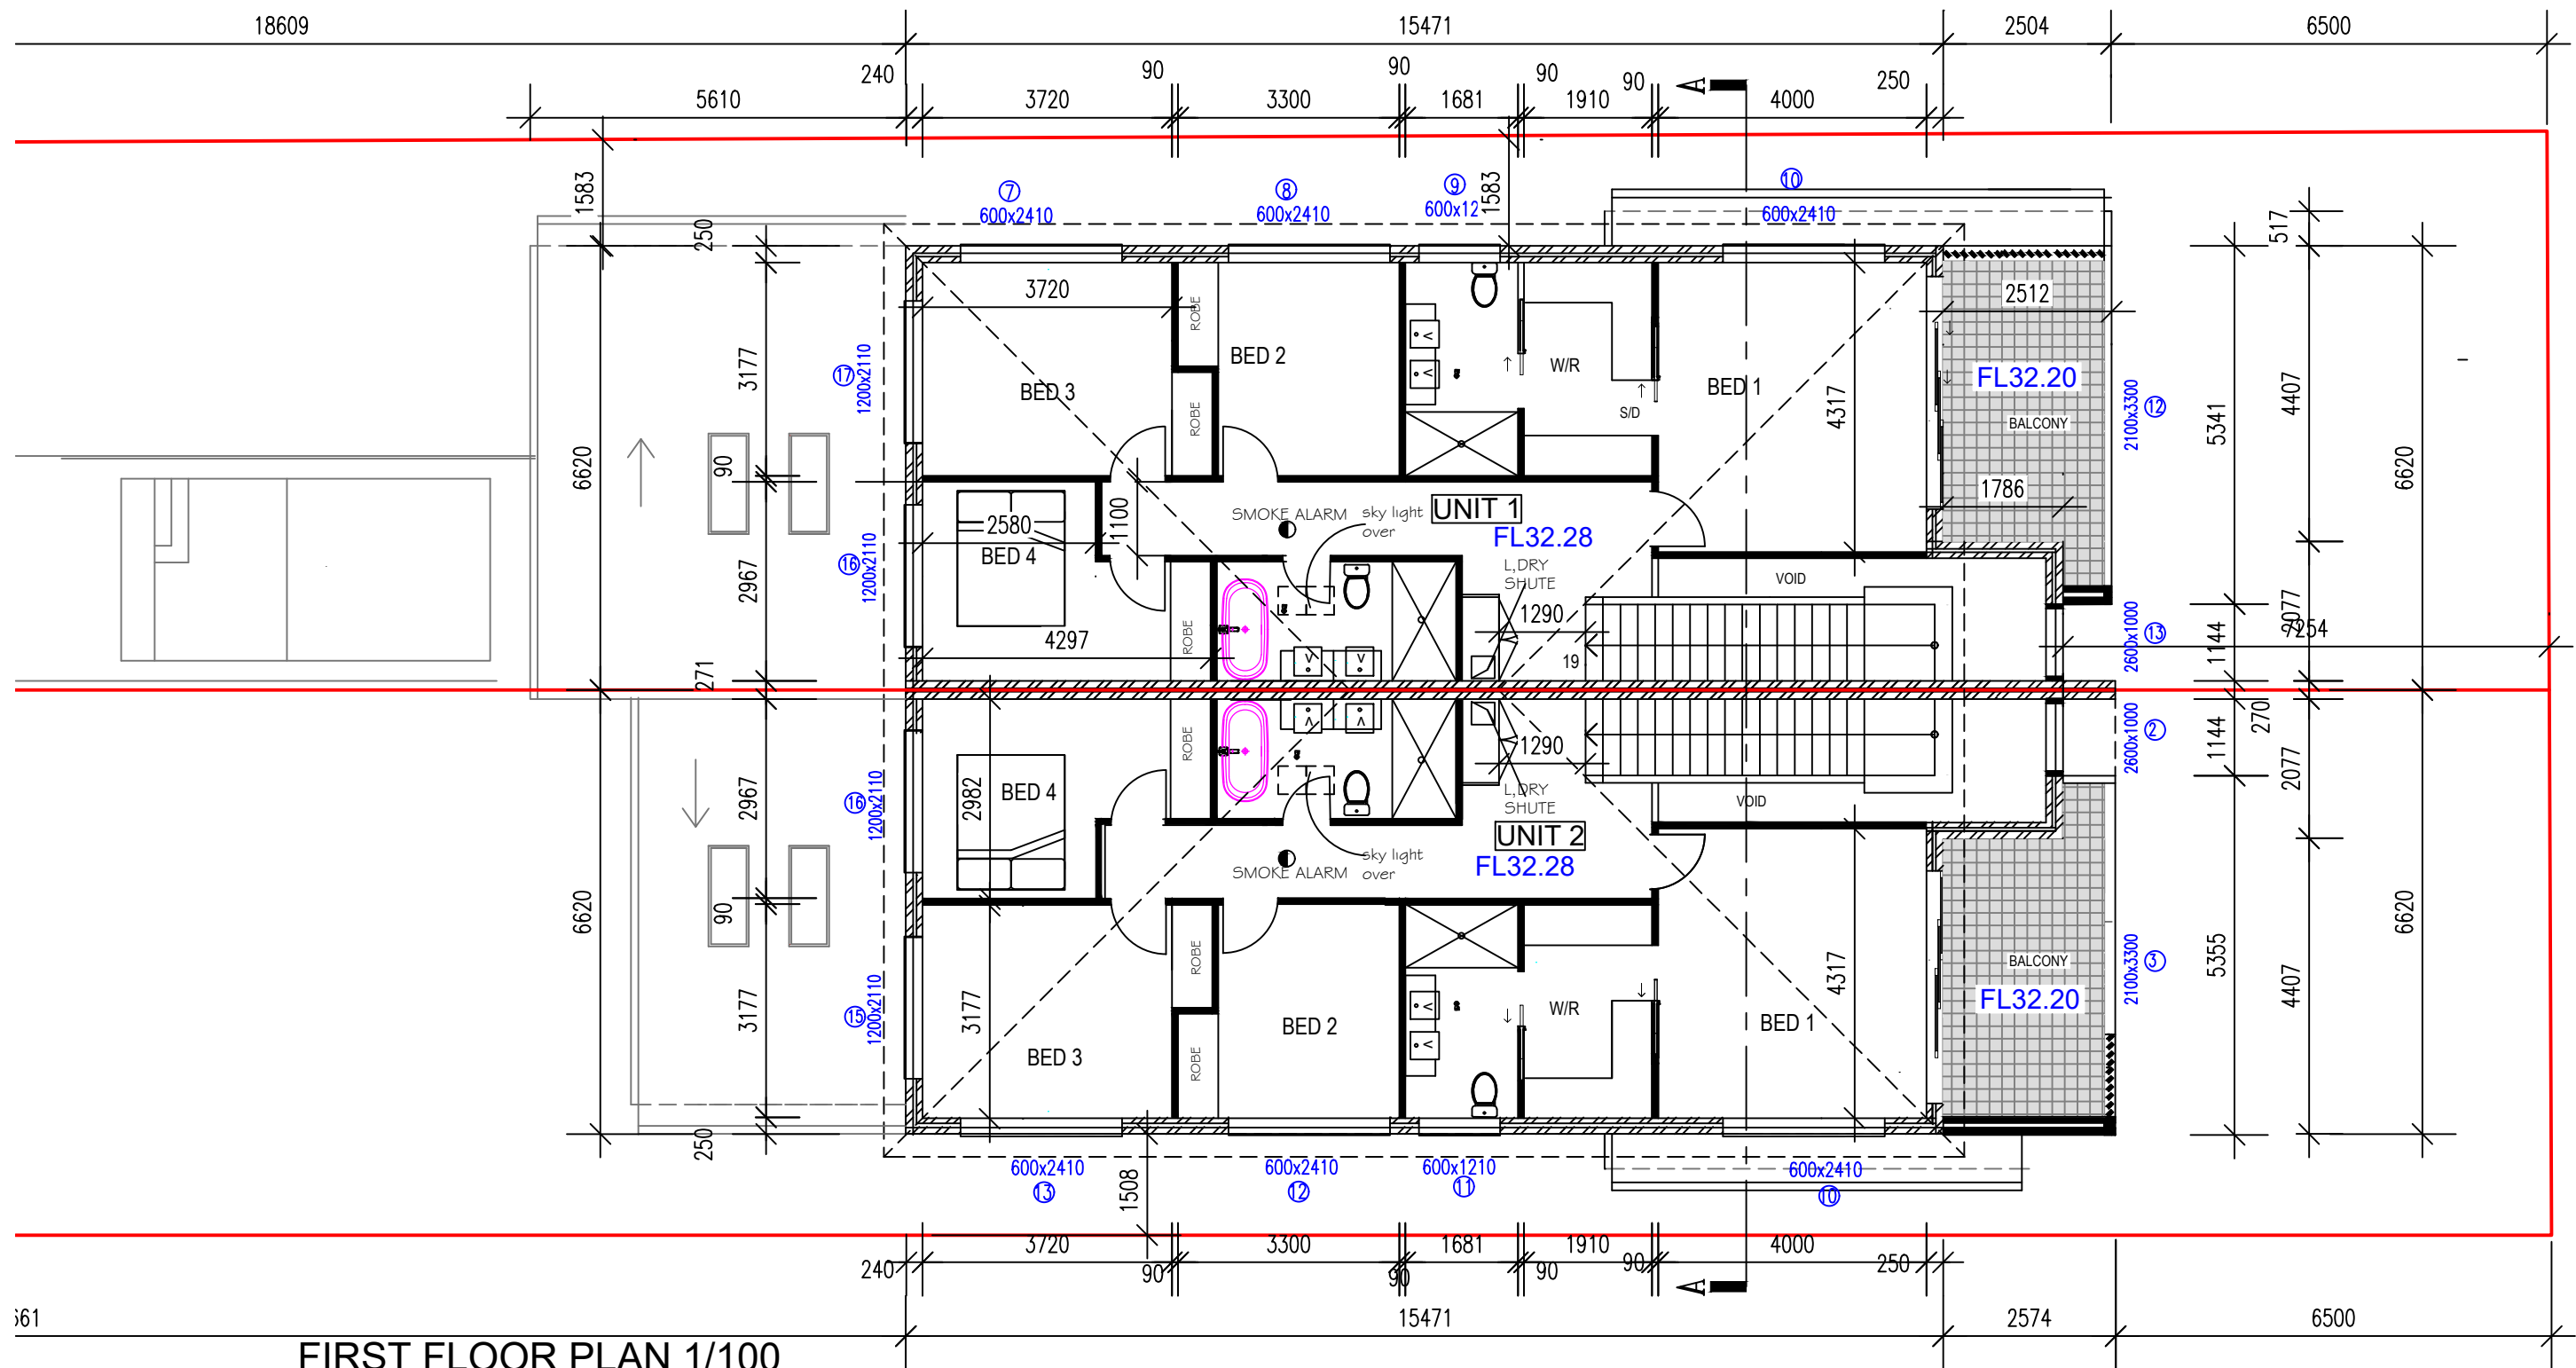 18609 15471 2504 6500
240 90 90 90 90 250
5610 3720 3300 1681 1910 A 4000
1583 250 7 8 9 1583 10 517
600x2410 600x2410 600x12 600x2410
3720 ROBE 2512
BED 2 W/R BED 1 FL32.20
BED 3 ROBE S/D 4317 BALCONY
3177 17 1200x2110 2100x3300 12 5341 4407
6620 90 1786 6620
1100 SMOKE ALARM sky light
over
UNIT 1
FL32.28
2580
BED 4
16 1200x2110
2967
L,DRY
SHUTE
VOID
1290
19
4297 ROBE
2600x1000 13 1144 2077 7254
271
2600x1000 2 1144 270 2077
ROBE
1290
2967 16 1200x2110 2982 BED 4
L,DRY
SHUTE
VOID
UNIT 2
FL32.28
SMOKE ALARM sky light
over
6620 90
ROBE
W/R
4317
BALCONY
FL32.20
2100x3300 3 5355 4407 6620
3177 15 1200x2110 3177 BED 3 ROBE BED 2 BED 1
250
600x2410 600x2410 600x1210 600x2410
13 12 11 10
1508
3720 3300 1681 1910 4000
240 90 90 90 90 A 250
661 15471 2574 6500
FIRST FLOOR PLAN 1/100